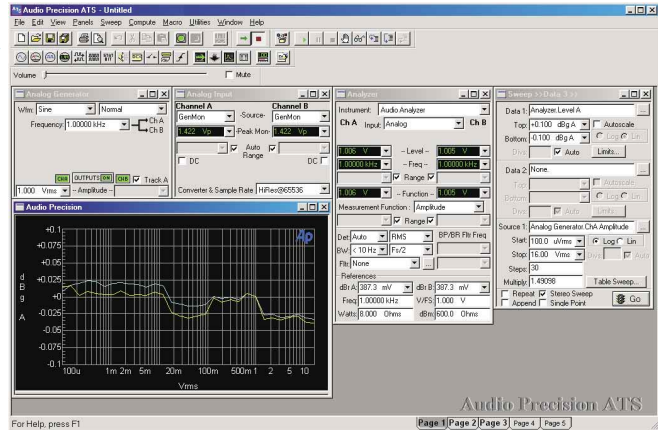 Audio Precision ATS - Untitled
File Edit View Panels Sweep Compute Macro Utilities Window Help
Volume Mute
Analog Generator
Wfm: Sine Normal
Frequency: 1.00000 kHz Ch A
Ch B
CHA OUTPUTS ON CHB Track A
1.000 Vrms -- Amplitude --
Analog Input
Channel A Channel B
GenMon -Source- GenMon
1.422 Vp -Peak Mon- 1.422 Vp
Auto
Range
DC DC
Converter & Sample Rate HiRes@65536
Analyzer
Instrument: Audio Analyzer
Ch A Input: Analog Ch B
1.006 V -- Level -- 1.005 V
1.00000 kHz -- Freq -- 1.00000 kHz
Range
1.006 V -- Function -- 1.005 V
Measurement Function: Amplitude
Range
Det: Auto RMS BP/BR Fltr Freq
BW: < 10 Hz Fs/2
Fltr: None
References
dBrA: 387.3 mV dBrB: 387.3 mV
Freq: 1.00000 kHz V/FS: 1.000 V
Watts: 8.000 Ohms dBm: 600.0 Ohms
Sweep >>Data 3 >>
Data 1: Analyzer.Level A
Top: +0.100 dBg A Autoscale
Bottom: -0.100 dBg A Log Lin
Divs: Auto Limits...
Data 2: None
Top: Autoscale
Bottom: Log Lin
Divs: Auto Limits...
Source 1: Analog Generator.ChA Amplitude
Start: 100.0 uVrms Log Lin
Stop: 16.00 Vrms Divs: Auto
Steps: 30
Multiply: 1.49098 Table Sweep...
Repeat Stereo Sweep
Append Single Point Go
Audio Precision
Ap
+0.1
+0.075
+0.05
+0
-0.05
-0.075
-0.1
d
B
g
A
100u 1m 2m 5m 20m 100m 500m 1 2 5 10
Vrms
Audio Precision ATS
For Help, press F1 Page 1 Page 2 Page 3 Page 4 Page 5